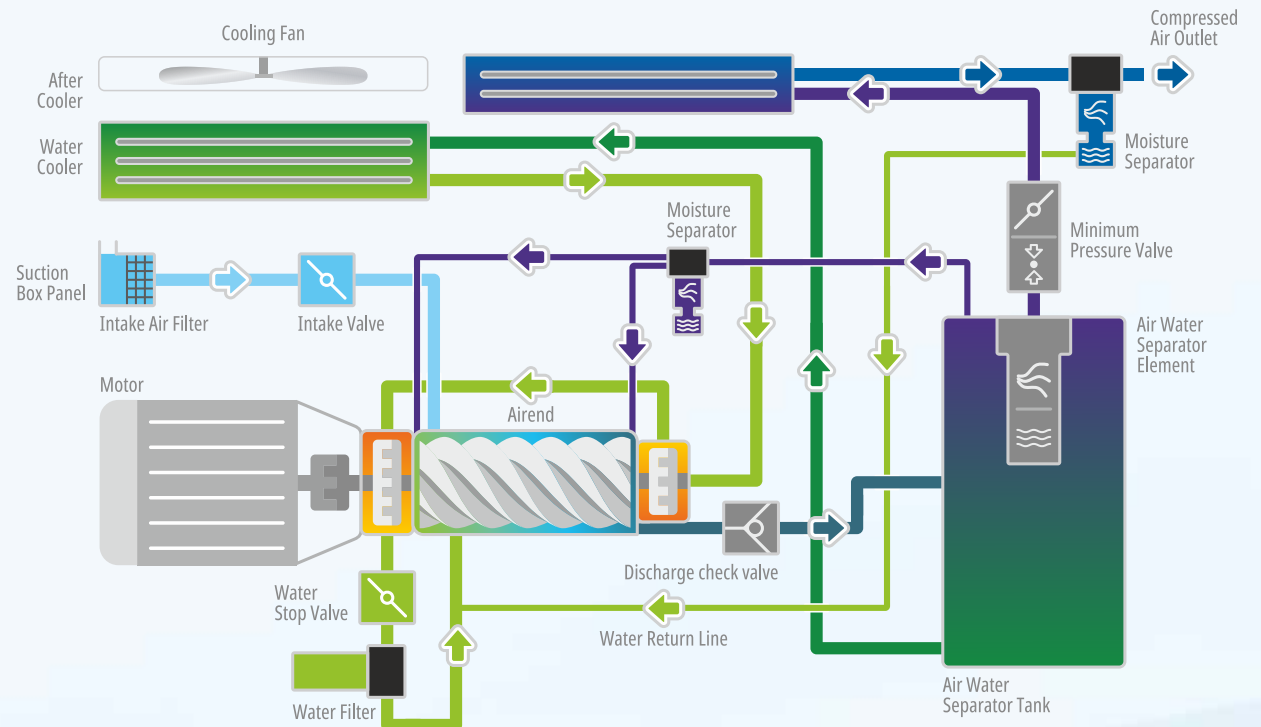 Cooling Fan
Compressed
Air Outlet
After
Cooler
Water
Cooler
Moisture
Separator
Moisture
Separator
Minimum
Pressure Valve
Suction
Box Panel
Intake Air Filter
Intake Valve
Air Water
Separator
Element
Motor
Airend
Discharge check valve
Water
Stop Valve
Water Return Line
Water Filter
Air Water
Separator Tank